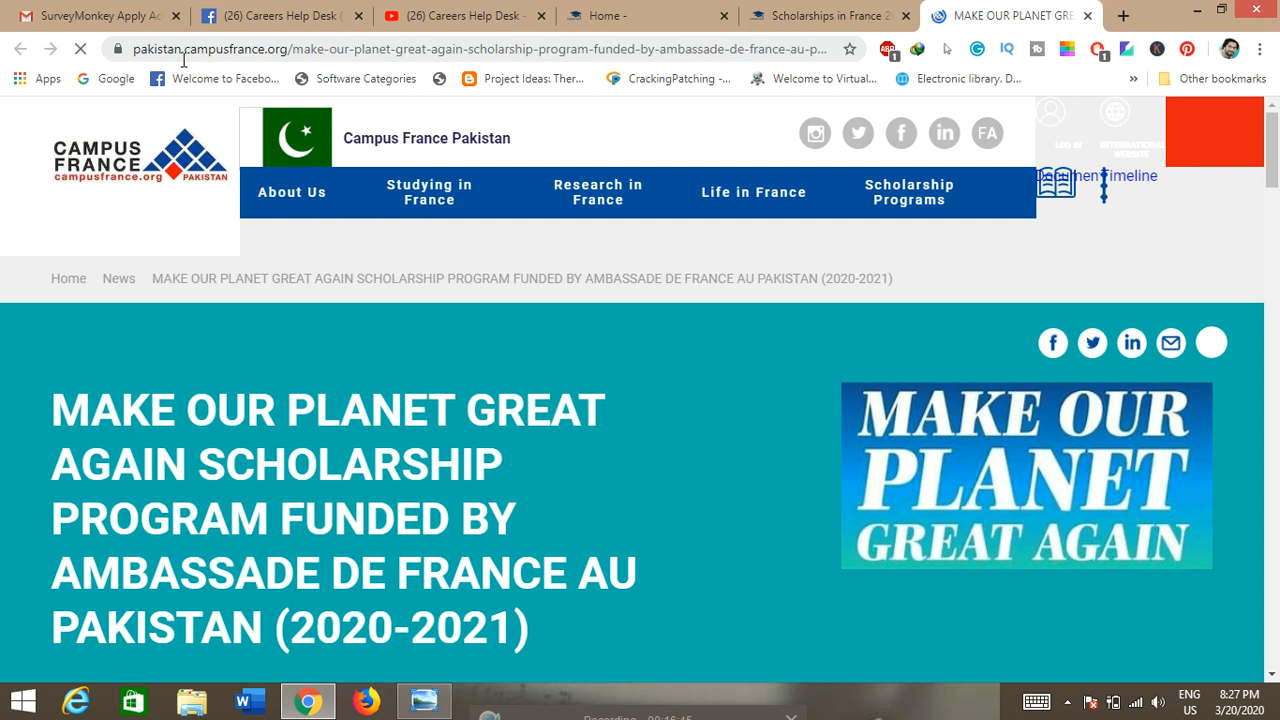 SurveyMonkey Apply Ac
(26) Careers Help Desk (
(26) Careers Help Desk -
Home -
Scholarships in France 2
MAKE OUR PLANET GRE
pakistan.campusfrance.org/make-our-planet-great-again-scholarship-program-funded-by-ambassade-de-france-au-p...
Apps
Google
Welcome to Facebo...
Software Categories
Project Ideas: Ther...
CrackingPatching -...
Welcome to Virtual...
Electronic library. D...
Other bookmarks
CAMPUS
FRANCE
campusfrance.org PAKISTAN
Campus France Pakistan
FA
LOG IN
INTERNATIONAL
WEBSITE
Timeline
About Us
Studying in
France
Research in
France
Life in France
Scholarship
Programs
Home News MAKE OUR PLANET GREAT AGAIN SCHOLARSHIP PROGRAM FUNDED BY AMBASSADE DE FRANCE AU PAKISTAN (2020-2021)
MAKE OUR PLANET GREAT
AGAIN SCHOLARSHIP
PROGRAM FUNDED BY
AMBASSADE DE FRANCE AU
PAKISTAN (2020-2021)
MAKE OUR
PLANET
GREAT AGAIN
ENG
US
8:27 PM
3/20/2020